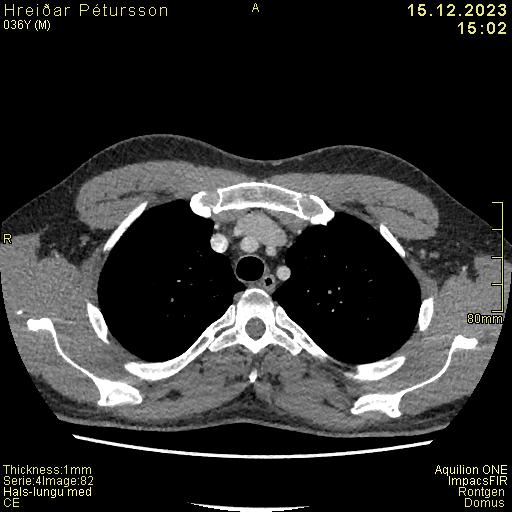 Hreiðar Pétursson
036Y (M)
A
15.12.2023
15:02
R
80mm
Thickness:1mm
Serie:4Image:82
Hals-lungu med
CE
Aquilion ONE
ImpacsFIR
Rontgen
Domus